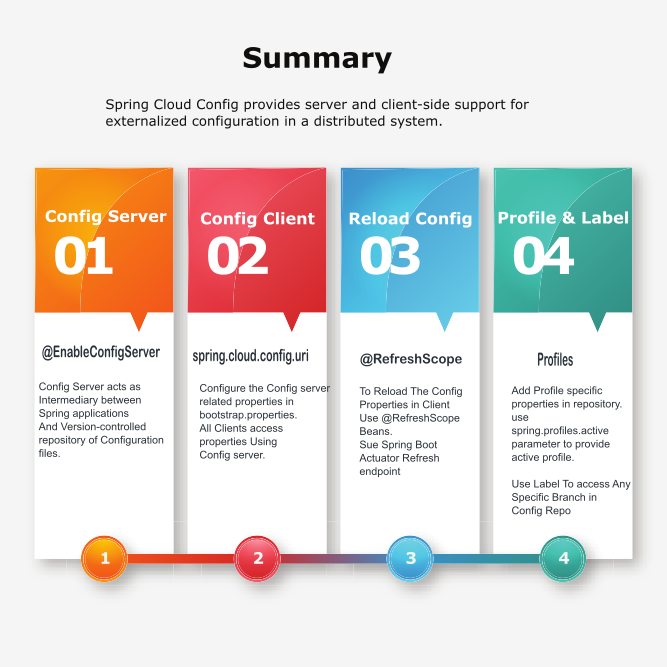 Summary
Spring Cloud Config provides server and client-side support for
externalized configuration in a distributed system.
Config Server
01
@EnableConfigServer
Config Server acts as
Intermediary between
Spring applications
And Version-controlled
repository of Configuration
files.
1
Config Client
02
spring.cloud.config.uri
Configure the Config server
related properties in
bootstrap.properties.
All Clients access
properties Using
Config server.
2
Reload Config
03
@RefreshScope
To Reload The Config
Properties in Client
Use @RefreshScope
Beans.
Sue Spring Boot
Actuator Refresh
endpoint
3
Profile & Label
04
Profiles
Add Profile specific
properties in repository.
use
spring.profiles.active
parameter to provide
active profile.
Use Label To access Any
Specific Branch in
Config Repo
4